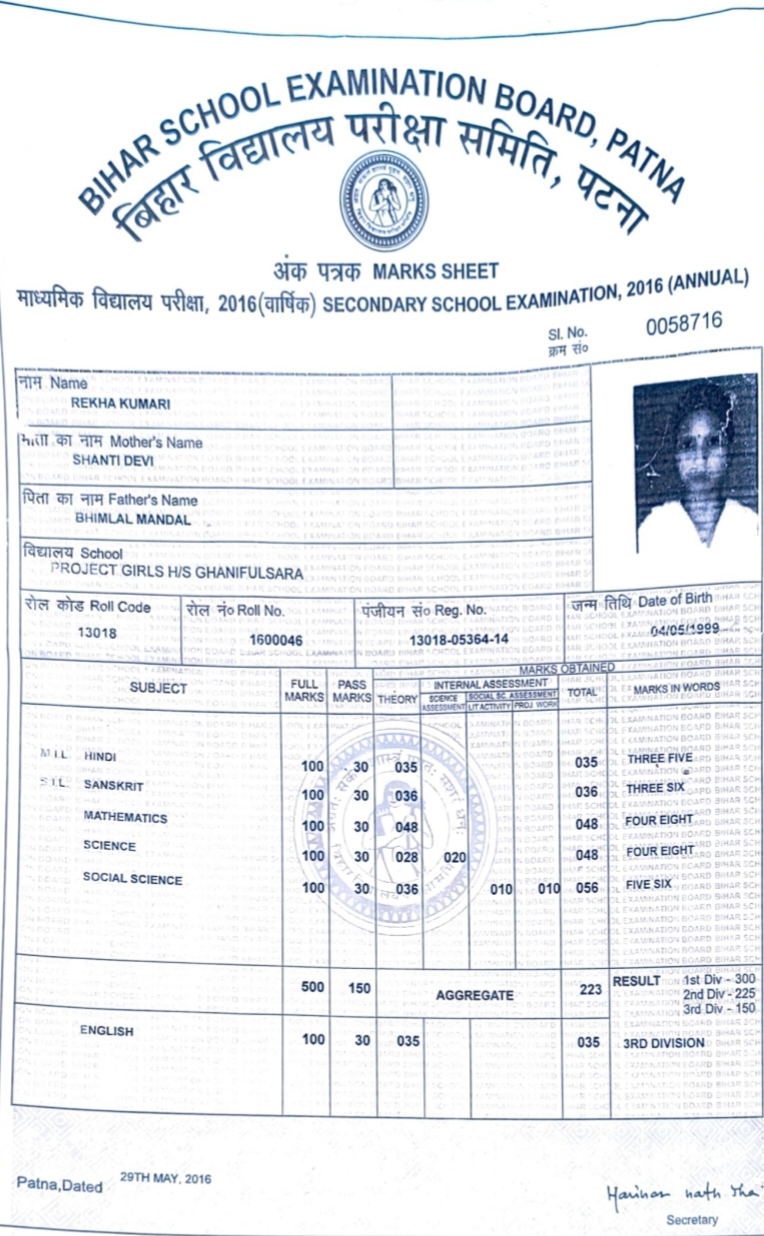 BIHAR SCHOOL EXAMINATION BOARD, PATNA
बिहार विद्यालय परीक्षा समिति, पटना
अंक पत्रक MARKS SHEET
माध्यमिक विद्यालय परीक्षा, 2016(वार्षिक) SECONDARY SCHOOL EXAMINATION, 2016 (ANNUAL)
Sl. No. 0058716
क्रम सं०
नाम Name
REKHA KUMARI
माता का नाम Mother's Name
SHANTI DEVI
पिता का नाम Father's Name
BHIMLAL MANDAL
विद्यालय School
PROJECT GIRLS H/S GHANIFULSARA
रोल कोड Roll Code रोल नं० Roll No. पंजीयन सं० Reg. No. जन्म तिथि Date of Birth
13018 1600046 13018-05364-14 04/05/1999
MARKS OBTAINED
SUBJECT FULL MARKS PASS MARKS THEORY INTERNAL ASSESSMENT TOTAL MARKS IN WORDS
SCIENCE ASSESSMENT SOCIAL SC. ASSESSMENT
LIT ACTIVITY PROJ. WORK
M.I.L. HINDI 100 30 035 035 THREE FIVE
S.I.L. SANSKRIT 100 30 036 036 THREE SIX
MATHEMATICS 100 30 048 048 FOUR EIGHT
SCIENCE 100 30 028 020 048 FOUR EIGHT
SOCIAL SCIENCE 100 30 036 010 010 056 FIVE SIX
500 150 AGGREGATE 223 RESULT 1st Div - 300
2nd Div - 225
3rd Div - 150
ENGLISH 100 30 035 035 3RD DIVISION
Patna,Dated 29TH MAY, 2016
Secretary